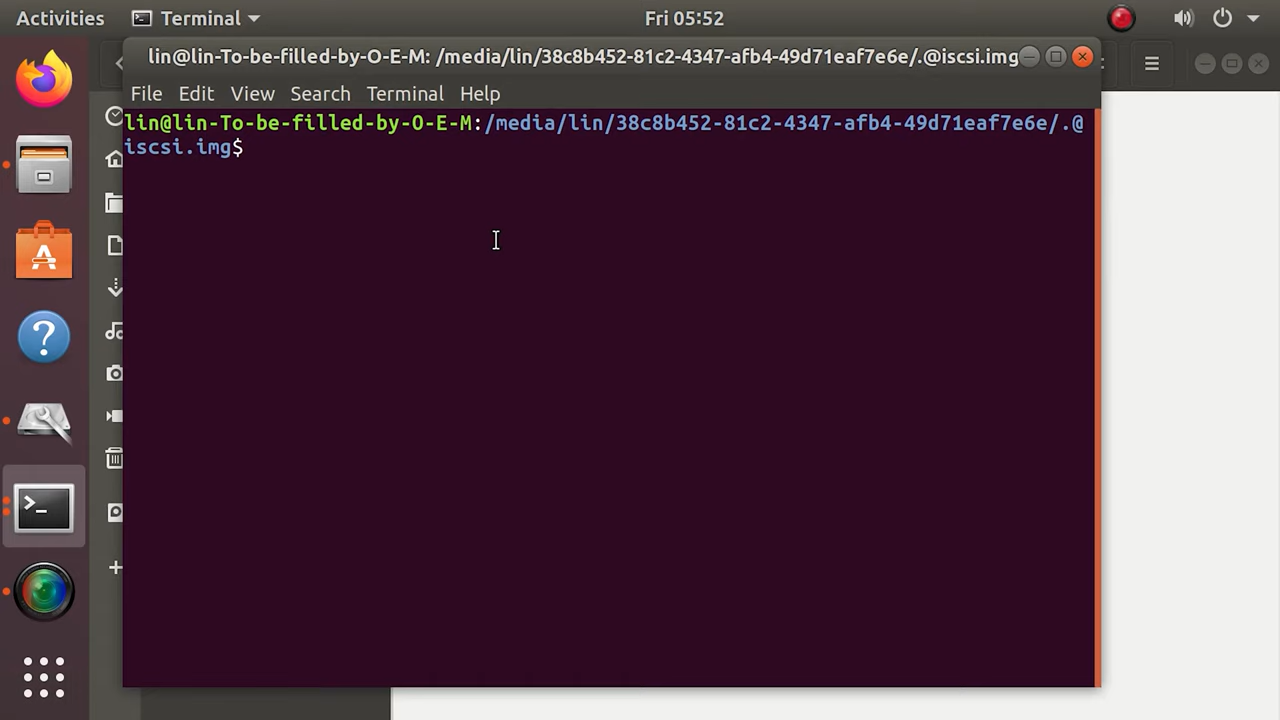 Activities Terminal Fri 05:52
lin@lin-To-be-filled-by-O-E-M: /media/lin/38c8b452-81c2-4347-afb4-49d71eaf7e6e/.@iscsi.img
File Edit View Search Terminal Help
lin@lin-To-be-filled-by-O-E-M:/media/lin/38c8b452-81c2-4347-afb4-49d71eaf7e6e/.@
iscsi.img$